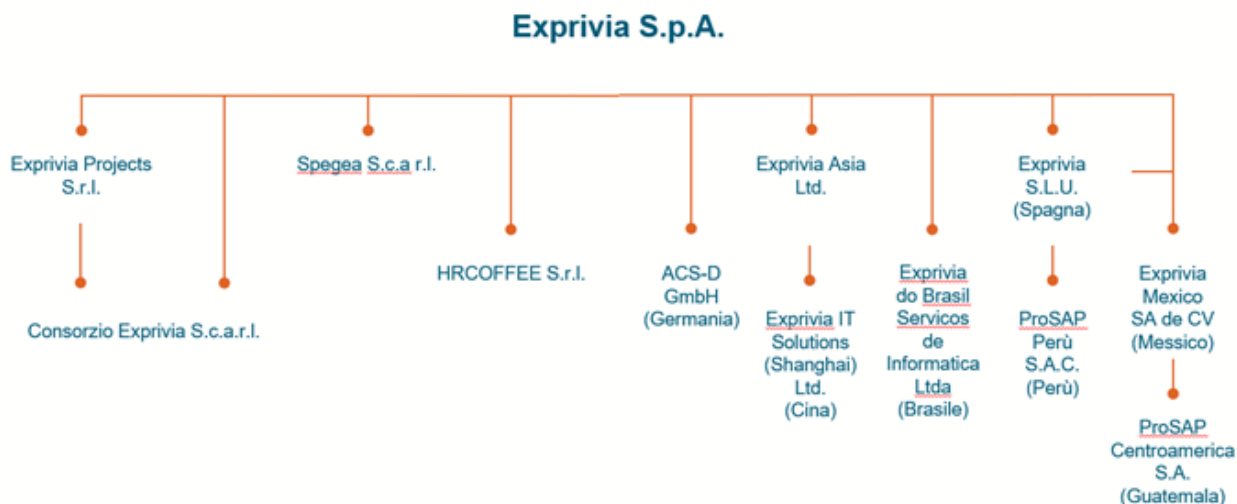 Exprivia S.p.A.
Exprivia Projects
S.r.l.
Consorzio Exprivia S.c.a.r.l.
Spegea S.c.a r.l.
HRCOFFEE S.r.l.
ACS-D
GmbH
(Germania)
Exprivia Asia
Ltd.
Exprivia IT
Solutions
(Shanghai)
Ltd.
(Cina)
Exprivia
do Brasil
Servicos
de
Informatica
Ltda
(Brasile)
Exprivia
S.L.U.
(Spagna)
ProSAP
Perù
S.A.C.
(Perù)
Exprivia
Mexico
SA de CV
(Messico)
ProSAP
Centroamerica
S.A.
(Guatemala)